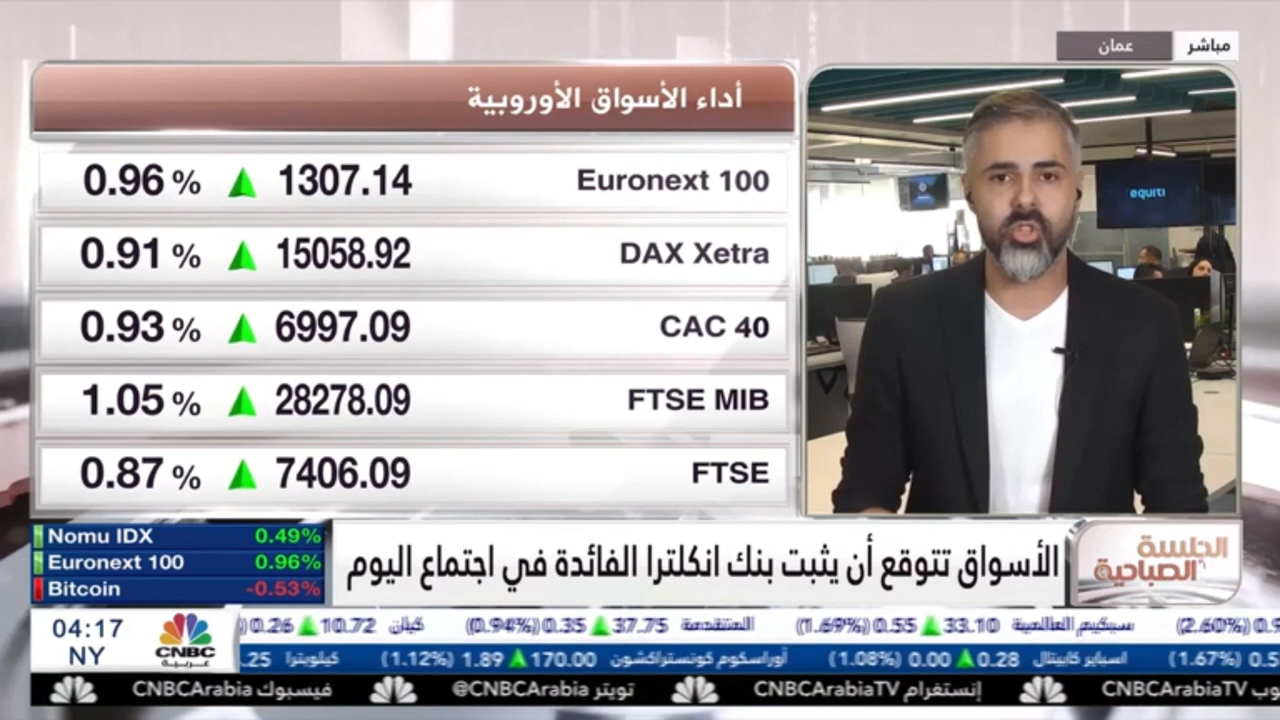 مباشر عمان
أداء الأسواق الأوروبية
Euronext 100 1307.14 0.96 %
DAX Xetra 15058.92 0.91 %
CAC 40 6997.09 0.93 %
FTSE MIB 28278.09 1.05 %
FTSE 7406.09 0.87 %
equiti
Nomu IDX 0.49%
Euronext 100 0.96%
Bitcoin -0.53%
الأسواق تتوقع أن يثبت بنك انكلترا الفائدة في اجتماع اليوم
الجلسة
الصباحية
04:17
NY
CNBC
عربية
(2.60%) سبكيم العالمية 33.10 0.55 (1.69%) المتقدمة 37.75 0.35 (0.94%) كيان 10.72 0.26
(1.67%) اسباير كابيتال 0.28 0.00 (1.08%) أوراسكوم كونستراكشون 170.00 1.89 (1.12%) كيلوبترا .25
CNBCArabiaTV إنستغرام CNBCArabiaTV تويتر @CNBCArabia فيسبوك CNBCArabia